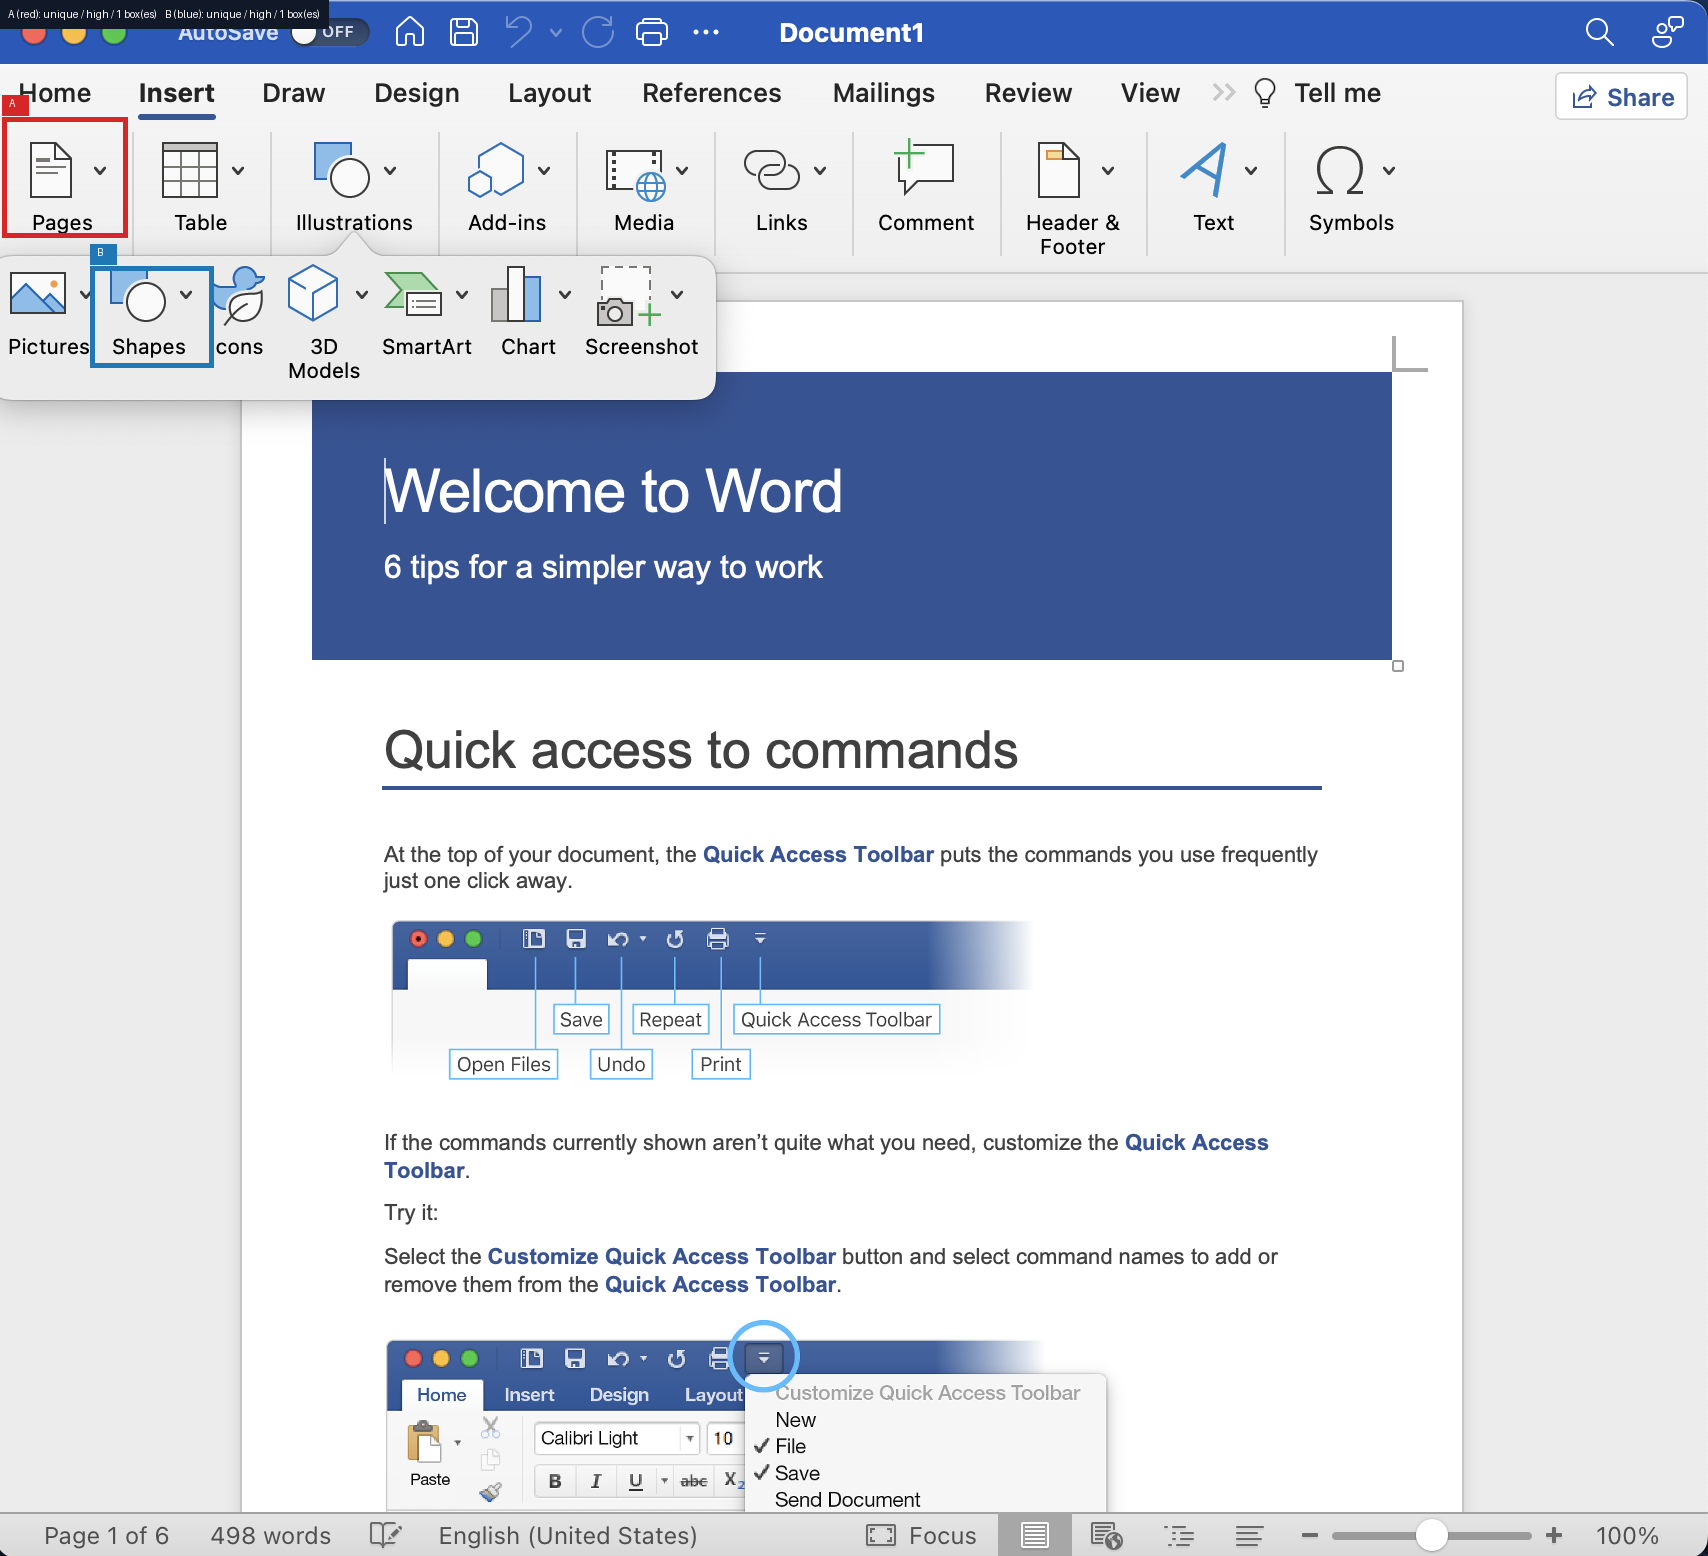 A (red): unique / high / 1 box(es) B (blue): unique / high / 1 box(es)
AutoSave OFF Document1
Home Insert Draw Design Layout References Mailings Review View Tell me Share
A
Pages Table Illustrations Add-ins Media Links Comment Header & Footer Text Symbols
B
Pictures Shapes cons 3D Models SmartArt Chart Screenshot
Welcome to Word
6 tips for a simpler way to work
Quick access to commands
At the top of your document, the Quick Access Toolbar puts the commands you use frequently
just one click away.
Save Repeat Quick Access Toolbar
Open Files Undo Print
If the commands currently shown aren’t quite what you need, customize the Quick Access
Toolbar.
Try it:
Select the Customize Quick Access Toolbar button and select command names to add or
remove them from the Quick Access Toolbar.
Home Insert Design Layout
Customize Quick Access Toolbar
New
Calibri Light 10
File
Paste
B I U abc X2
Save
Send Document
Page 1 of 6 498 words English (United States) Focus 100%